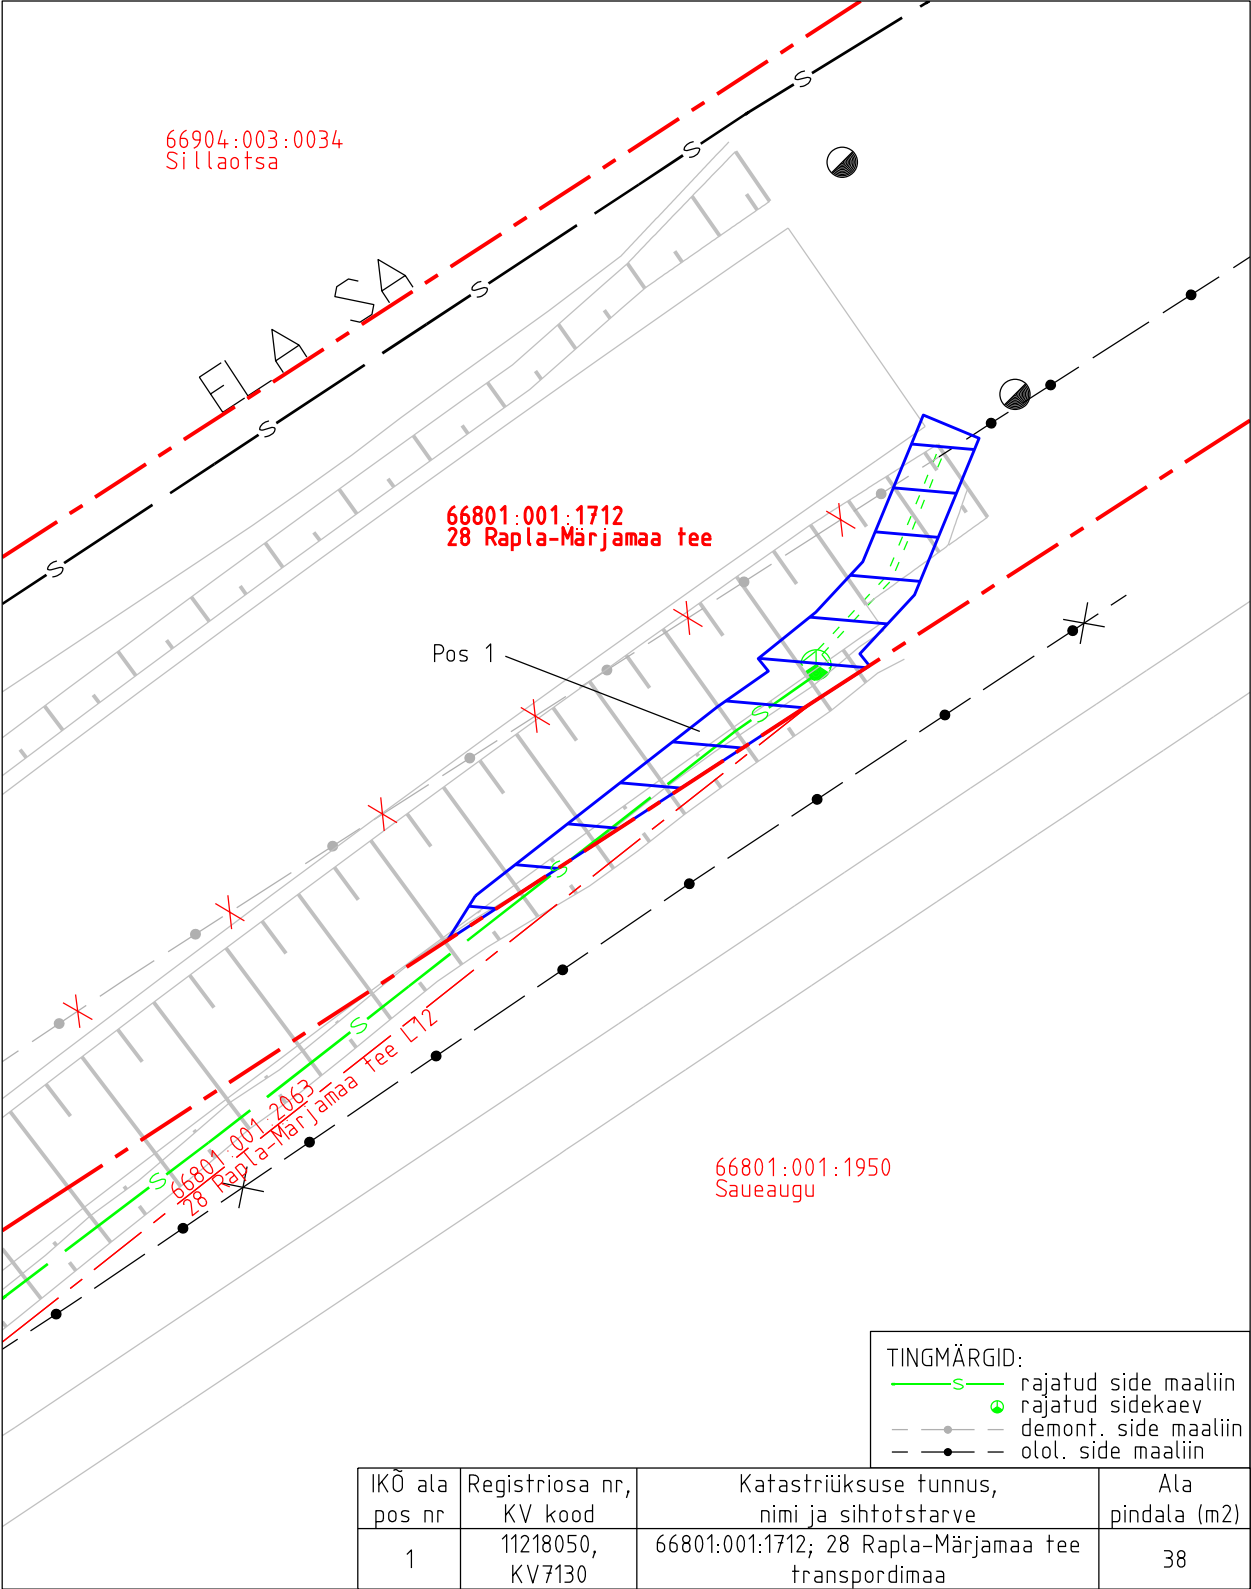 66904:003:0034
Sillaotsa
S
S
S
S
S
ELA SA
66801:001:1712
28 Rapla-Märjamaa tee
Pos 1
S
S
S
S
66801:001:2063
28 Rapla-Märjamaa tee L12
66801:001:1950
Saueaugu
TINGMÄRGID:
S rajatud side maaliin
rajatud sidekaev
demont. side maaliin
olol. side maaliin
IKÕ ala pos nr
Registriosa nr, KV kood
Katastriüksuse tunnus, nimi ja sihtotstarve
Ala pindala (m2)
1
11218050, KV7130
66801:001:1712; 28 Rapla-Märjamaa tee transpordimaa
38